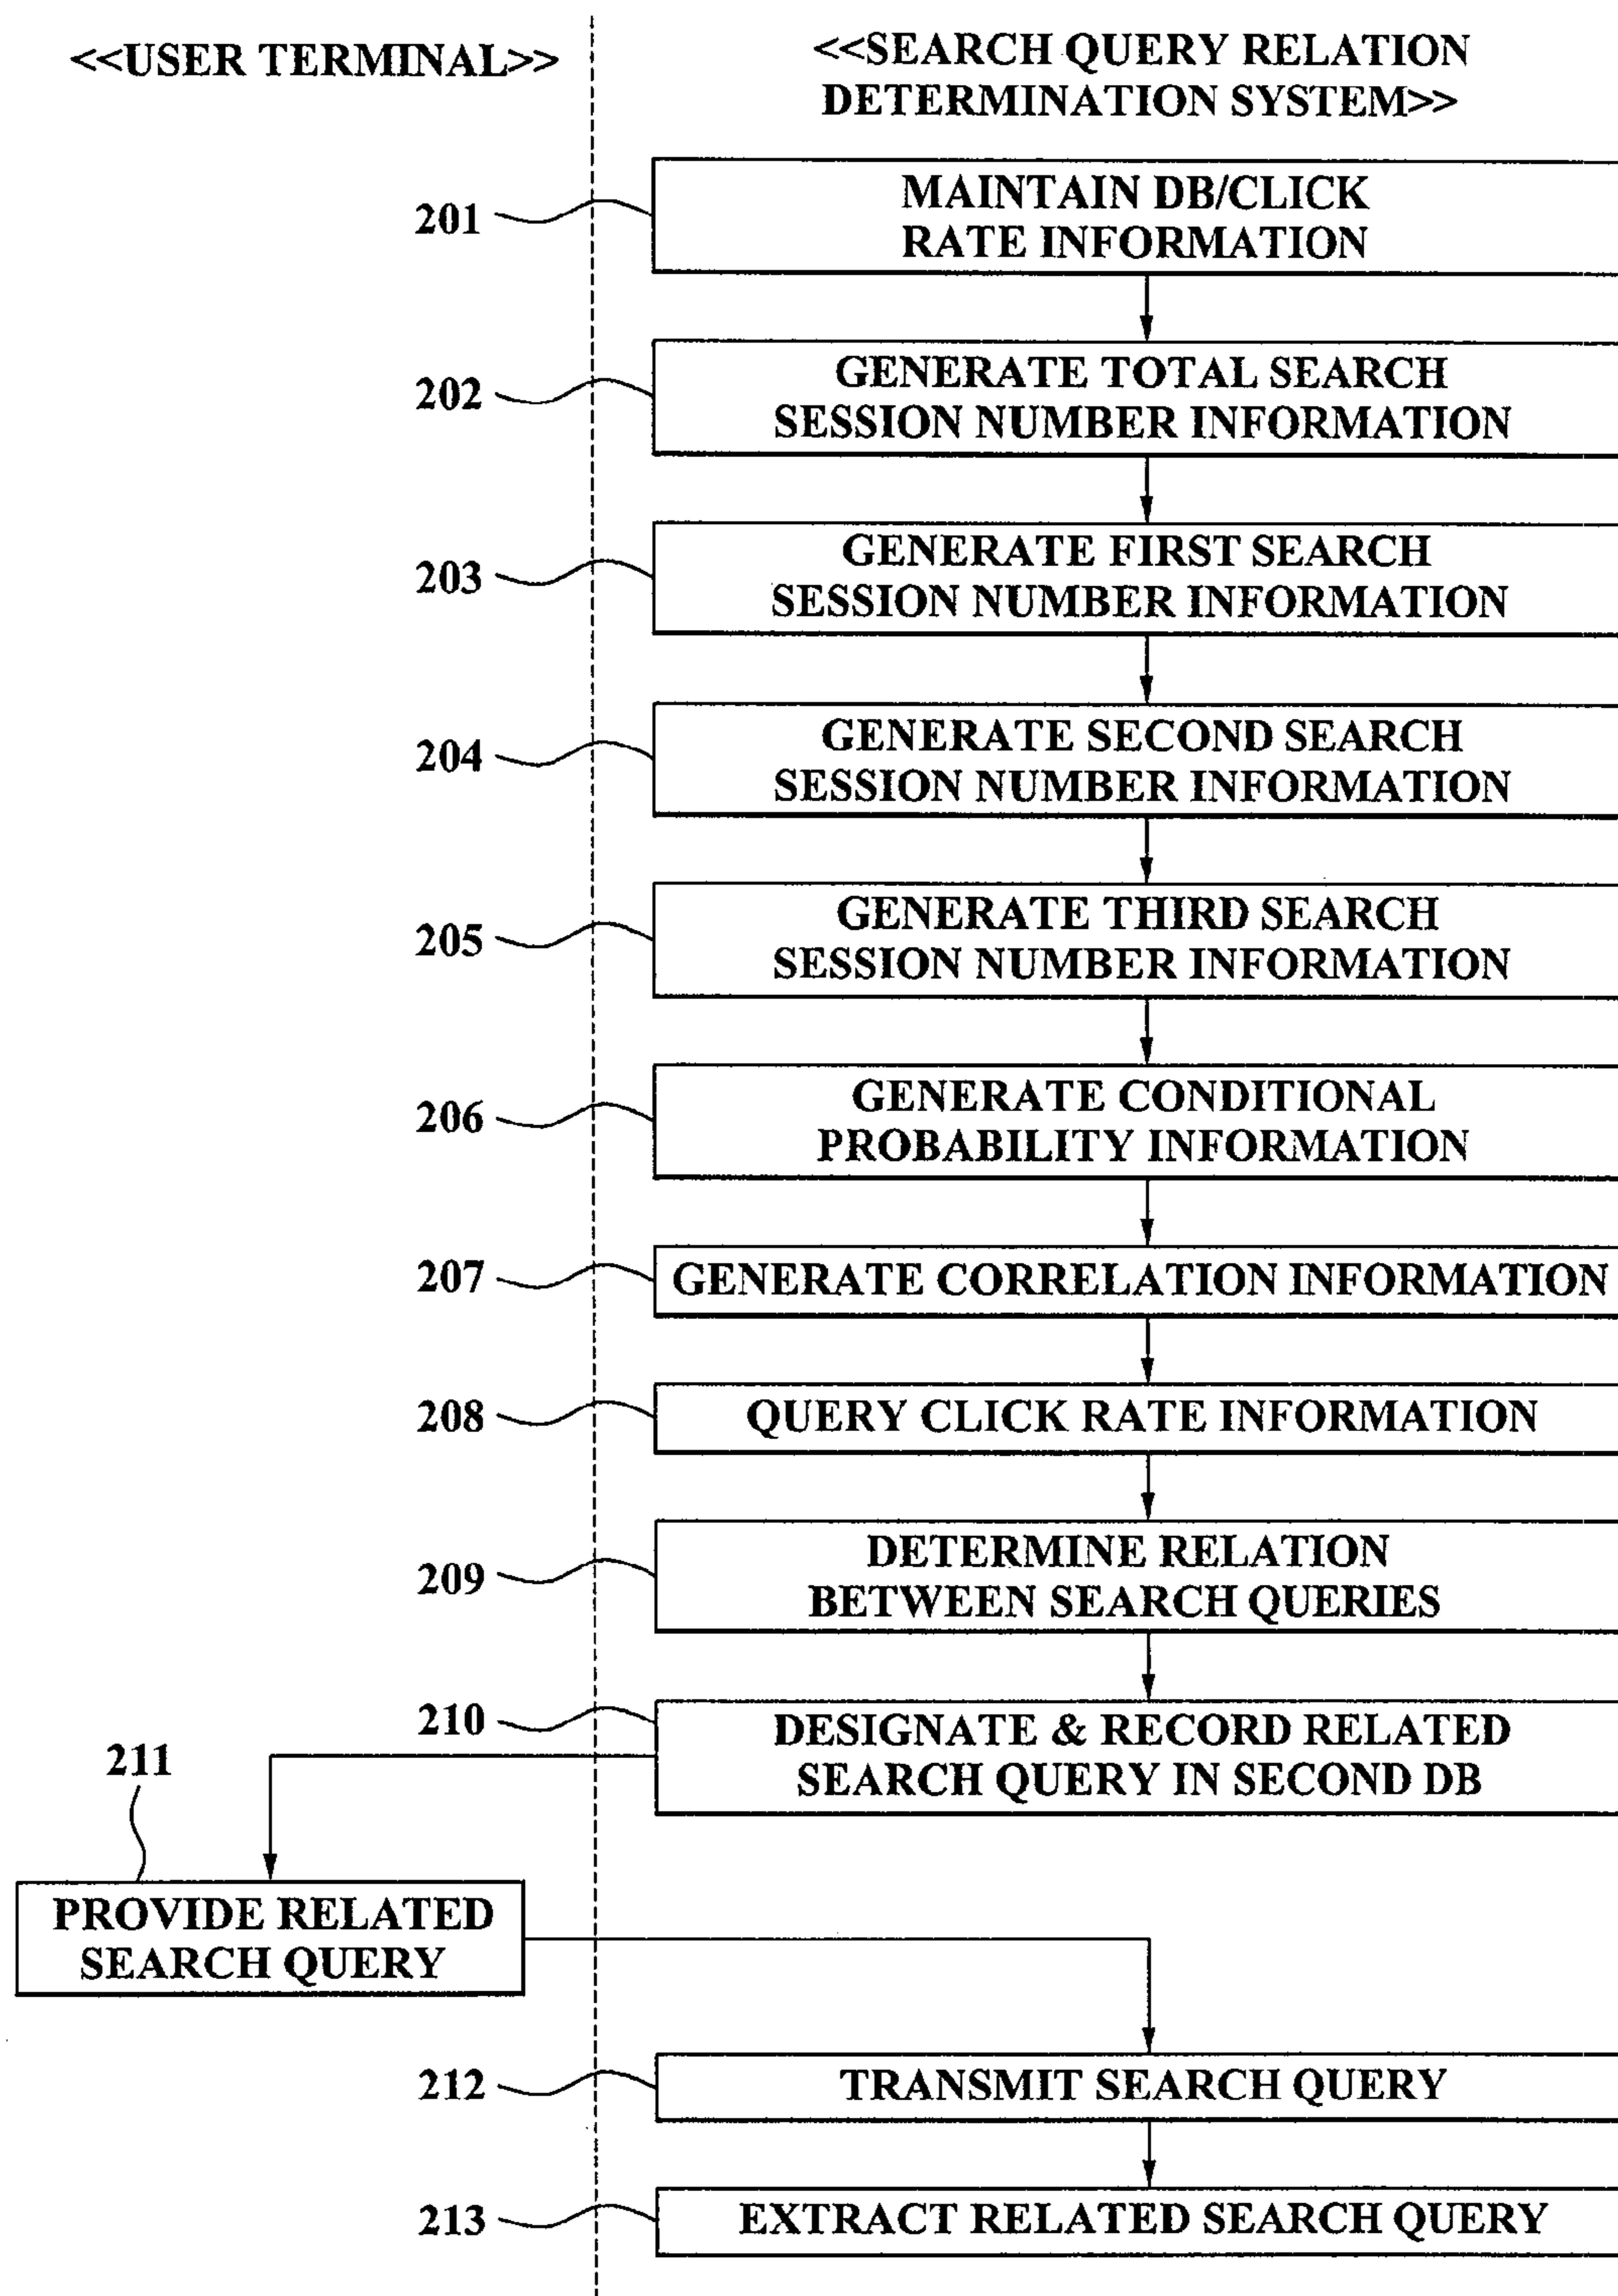 <<USER TERMINAL>>
<<SEARCH QUERY RELATION
DETERMINATION SYSTEM>>
201
MAINTAIN DB/CLICK
RATE INFORMATION
202
GENERATE TOTAL SEARCH
SESSION NUMBER INFORMATION
203
GENERATE FIRST SEARCH
SESSION NUMBER INFORMATION
204
GENERATE SECOND SEARCH
SESSION NUMBER INFORMATION
205
GENERATE THIRD SEARCH
SESSION NUMBER INFORMATION
206
GENERATE CONDITIONAL
PROBABILITY INFORMATION
207
GENERATE CORRELATION INFORMATION
208
QUERY CLICK RATE INFORMATION
209
DETERMINE RELATION
BETWEEN SEARCH QUERIES
210
DESIGNATE & RECORD RELATED
SEARCH QUERY IN SECOND DB
211
PROVIDE RELATED
SEARCH QUERY
212
TRANSMIT SEARCH QUERY
213
EXTRACT RELATED SEARCH QUERY